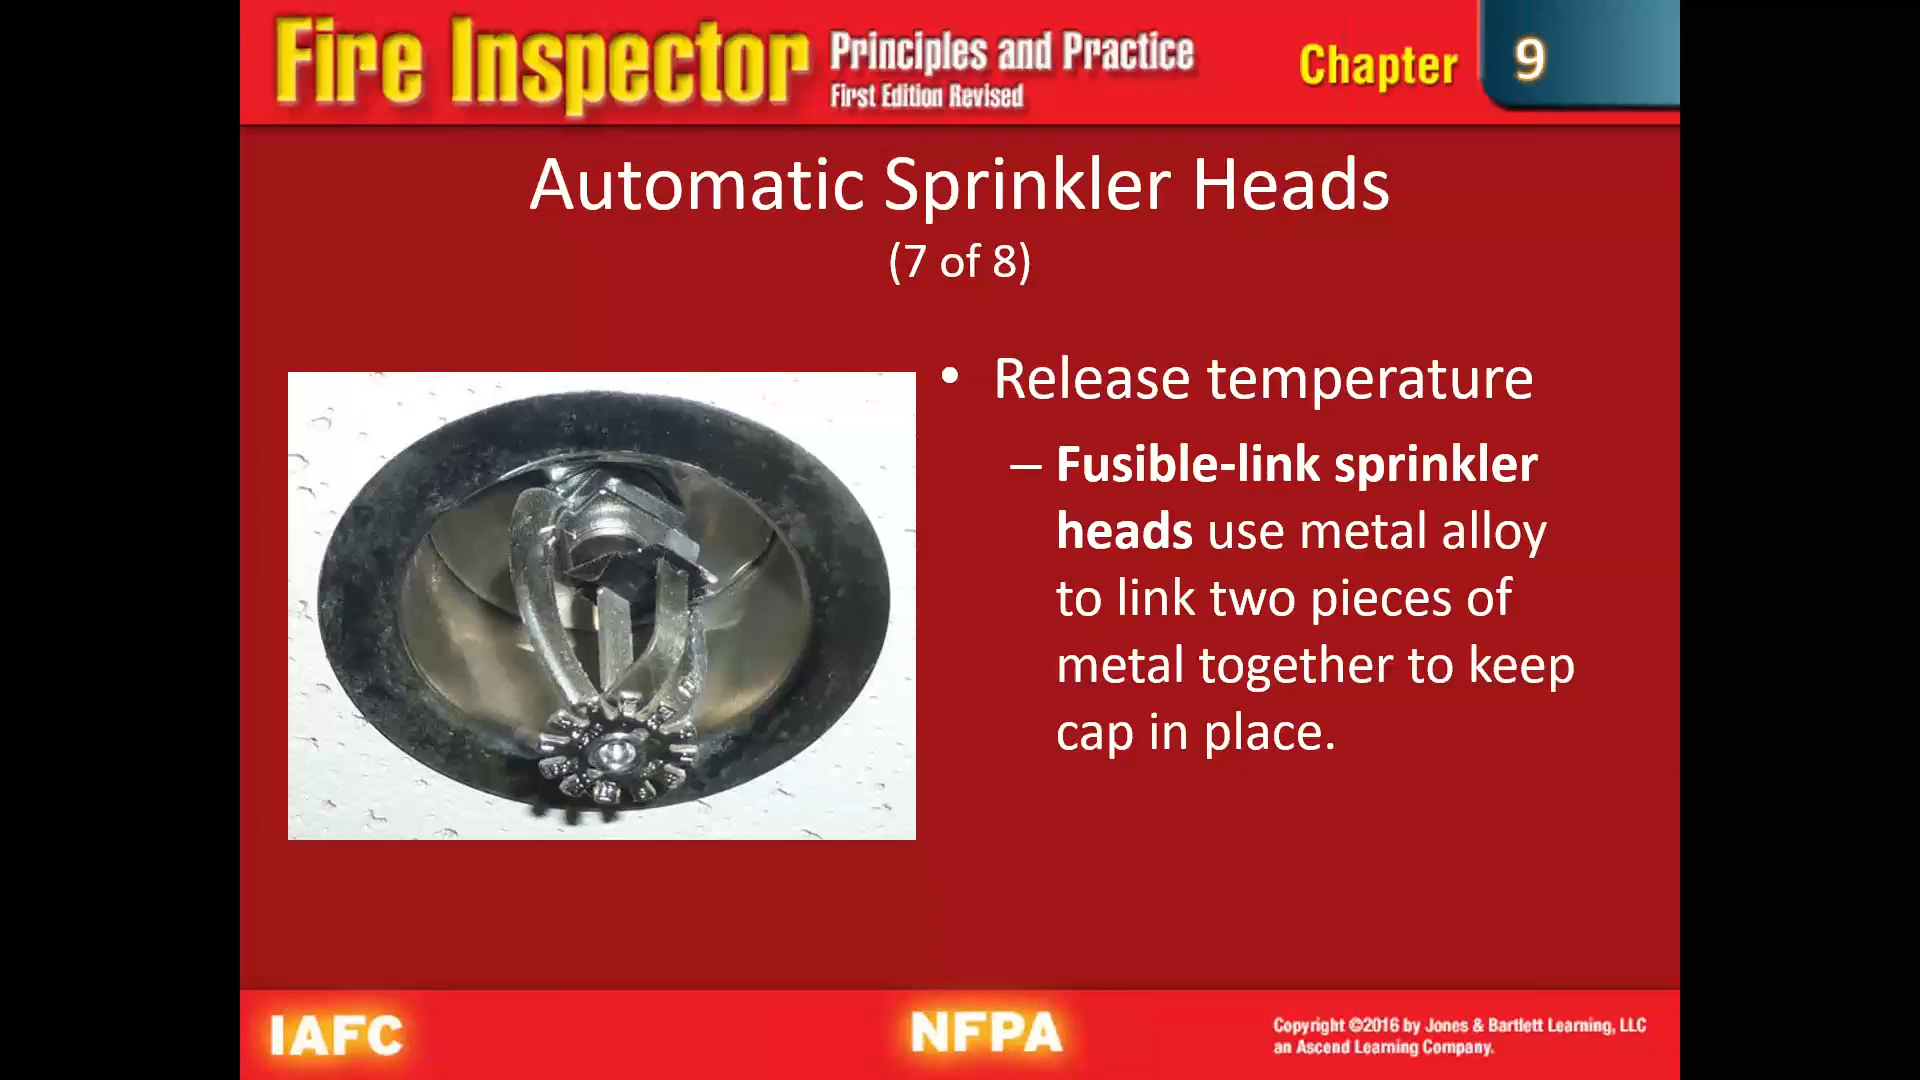 Fire Inspector Principles and Practice
First Edition Revised
Chapter 9
Automatic Sprinkler Heads
(7 of 8)
• Release temperature
– Fusible-link sprinkler
heads use metal alloy
to link two pieces of
metal together to keep
cap in place.
IAFC
NFPA
Copyright ©2016 by Jones & Bartlett Learning, LLC
an Ascend Learning Company.